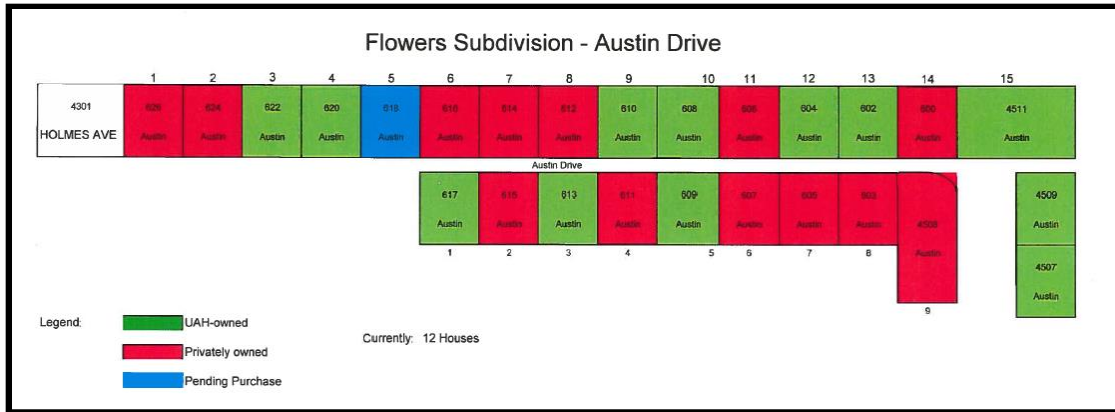 Flowers Subdivision - Austin Drive
1 2 3 4 5 6 7 8 9 10 11 12 13 14 15
4301 626 624 622 620 618 616 614 612 610 608 606 604 602 600 4511
HOLMES AVE Austin Austin Austin Austin Austin Austin Austin Austin Austin Austin Austin Austin Austin Austin Austin
Austin Drive
617 615 613 611 609 607 605 603 4508 4509
Austin Austin Austin Austin Austin Austin Austin Austin Austin Austin
1 2 3 4 5 6 7 8
4507
Austin
9
Legend:
UAH-owned
Privately owned
Pending Purchase
Currently: 12 Houses